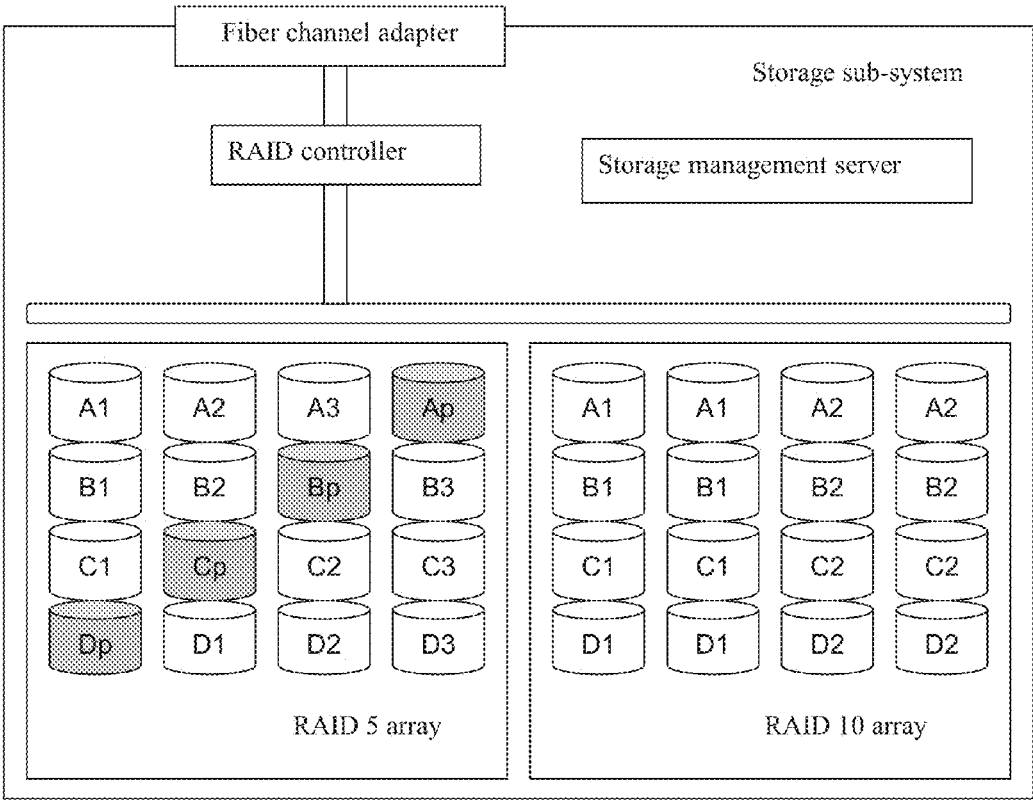 Fiber channel adapter
Storage sub-system
RAID controller
Storage management server
A1 A2 A3 Ap A1 A1 A2 A2
B1 B2 Bp B3 B1 B1 B2 B2
C1 Cp C2 C3 C1 C1 C2 C2
Dp D1 D2 D3 D1 D1 D2 D2
RAID 5 array
RAID 10 array